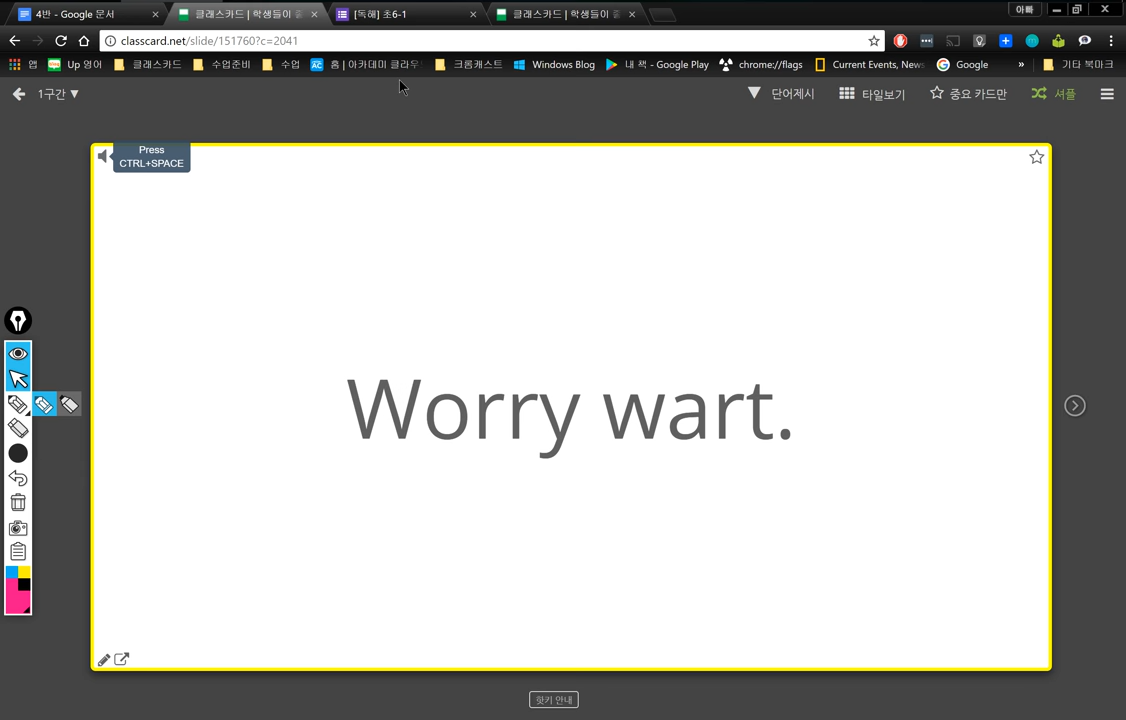 4반 - Google 문서
클래스카드 | 학생들이 줄
[독해] 초6-1
클래스카드 | 학생들이 줄
아빠
classcard.net/slide/151760?c=2041
앱
Up 영어
클래스카드
수업준비
수업
홈 | 아카데미 클라우
크롬캐스트
Windows Blog
내 책 - Google Play
chrome://flags
Current Events, News
Google
»
기타 북마크
1구간 ▼
단어제시
타일보기
중요 카드만
셔플
Press
CTRL+SPACE
Worry wart.
핫키 안내